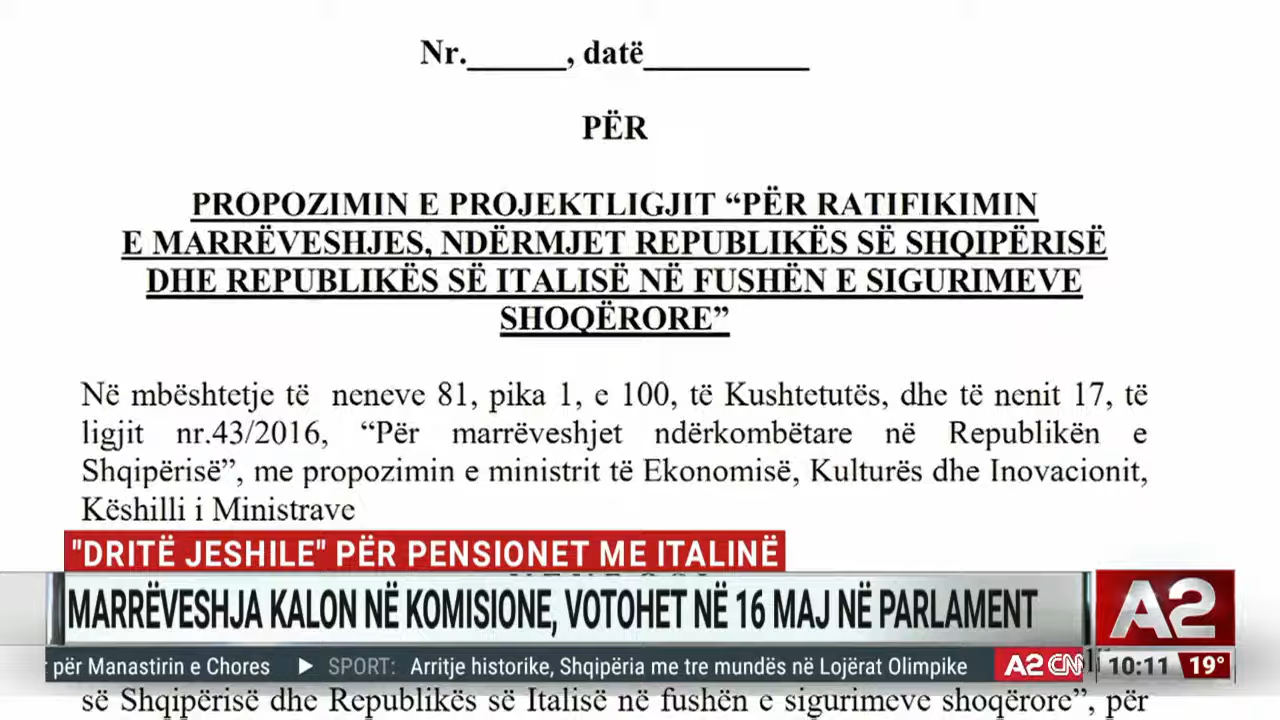 Nr.______, datë__________
PËR
PROPOZIMIN E PROJEKTLIGJIT “PËR RATIFIKIMIN
E MARRËVESHJES, NDËRMJET REPUBLIKËS SË SHQIPËRISË
DHE REPUBLIKËS SË ITALISË NË FUSHËN E SIGURIMEVE
SHOQËRORE”
Në mbështetje të neneve 81, pika 1, e 100, të Kushtetutës, dhe të nenit 17, të
ligjit nr.43/2016, “Për marrëveshjet ndërkombëtare në Republikën e
Shqipërisë”, me propozimin e ministrit të Ekonomisë, Kulturës dhe Inovacionit,
Këshilli i Ministrave
"DRITË JESHILE" PËR PENSIONET ME ITALINË
MARRËVESHJA KALON NË KOMISIONE, VOTOHET NË 16 MAJ NË PARLAMENT
A2
për Manastirin e Chores ▶ SPORT: Arritje historike, Shqipëria me tre mundës në Lojërat Olimpike A2 CNN 10:11 19°
së Shqipërisë dhe Republikës së Italisë në fushën e sigurimeve shoqërore”, për